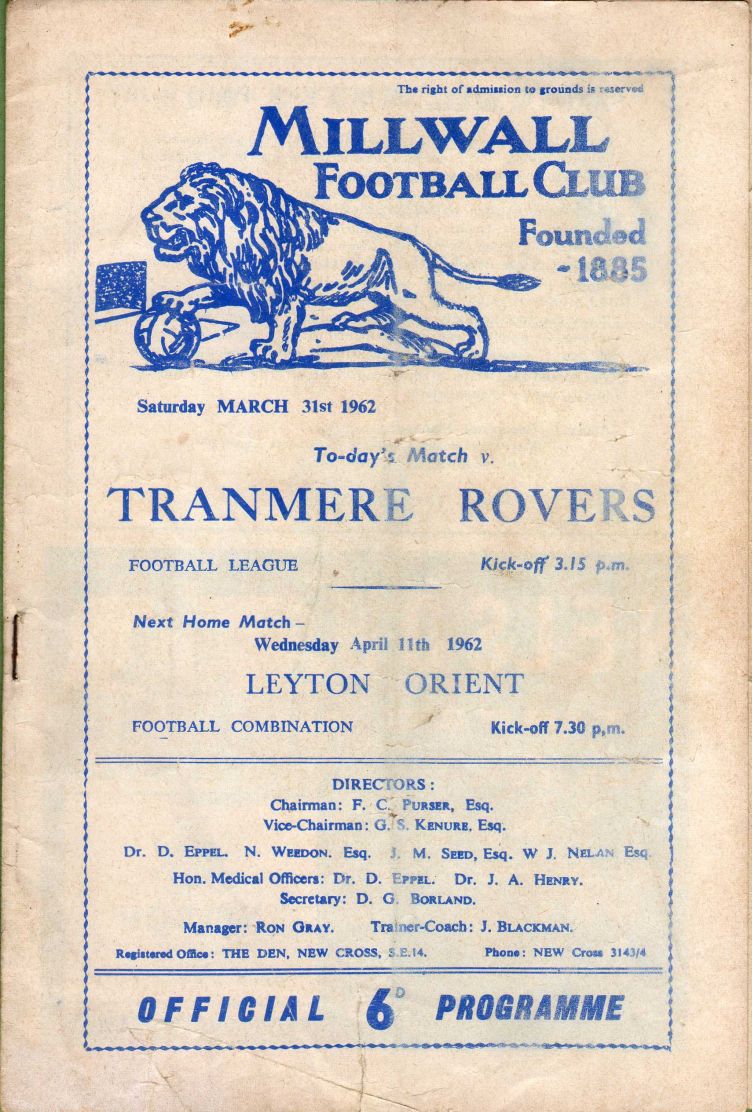 The right of admission to grounds is reserved
MILLWALL
FOOTBALL CLUB
Founded
- 1885
Saturday MARCH 31st 1962
To-day's Match v.
TRANMERE ROVERS
FOOTBALL LEAGUE Kick-off 3.15 p.m.
Next Home Match –
Wednesday April 11th 1962
LEYTON ORIENT
FOOTBALL COMBINATION Kick-off 7.30 p,m.
DIRECTORS :
Chairman: F. C. PURSER, Esq.
Vice-Chairman: G. S. KENURE, Esq.
Dr. D. EPPEL. N. WEEDON. Esq. J. M. SEED, Esq. W J. NELAN Esq.
Hon. Medical Officers: Dr. D. EPPEL. Dr. J. A. HENRY.
Secretary: D. G. BORLAND.
Manager: RON GRAY. Trainer-Coach: J. BLACKMAN.
Registered Office: THE DEN, NEW CROSS, S.E.14. Phone: NEW Cross 3143/4
OFFICIAL 6D PROGRAMME